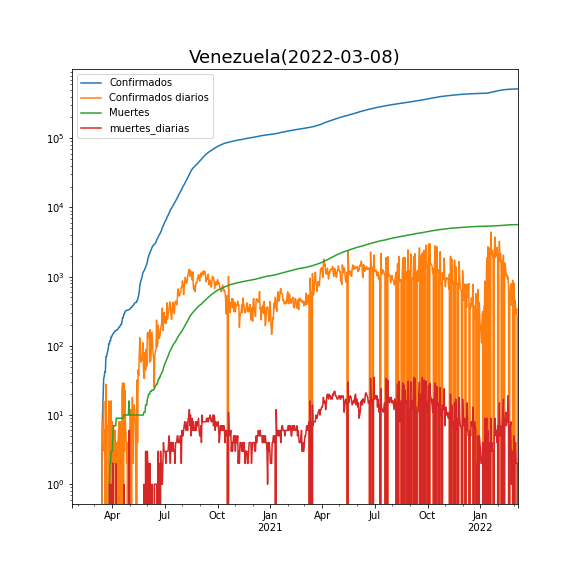 Venezuela(2022-03-08)
Confirmados
Confirmados diarios
Muertes
muertes_diarias
10⁵
10⁴
10³
10²
10¹
10⁰
Apr Jul Oct Jan Apr Jul Oct Jan
2021 2022